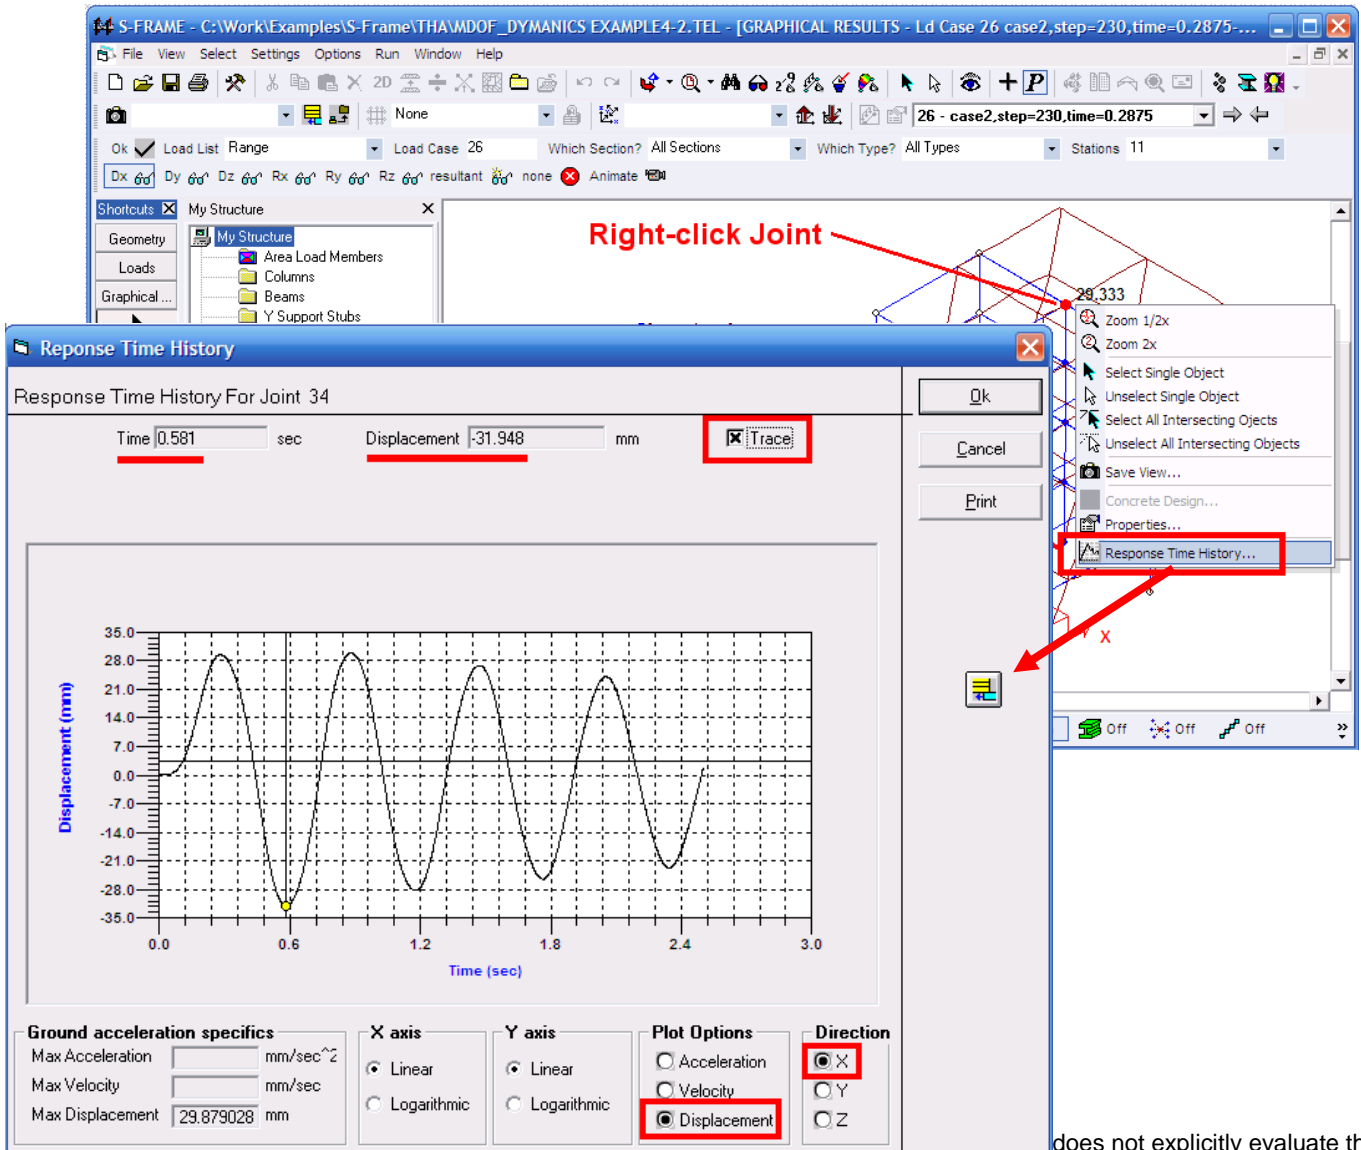 S-FRAME - C:\Work\Examples\S-Frame\THA\MDOF_DYMANICS EXAMPLE4-2.TEL - [GRAPHICAL RESULTS - Ld Case 26 case2,step=230,time=0.2875-...
File View Select Settings Options Run Window Help
2D
P
None
26 - case2,step=230,time=0.2875
Ok Load List Range Load Case 26 Which Section? All Sections Which Type? All Types Stations 11
Dx Dy Dz Rx Ry Rz resultant none Animate
Shortcuts X My Structure X
Geometry
Loads
Graphical ...
My Structure
Area Load Members
Columns
Beams
Y Support Stubs
Right-click Joint
29.333
Zoom 1/2x
Zoom 2x
Select Single Object
Unselect Single Object
Select All Intersecting Ojects
Unselect All Intersecting Objects
Save View...
Concrete Design...
Properties...
Response Time History...
X
Off Off Off
Reponse Time History
Response Time History For Joint 34
Time 0.581 sec Displacement -31.948 mm Trace
Ok
Cancel
Print
35.0
28.0
21.0
14.0
7.0
0.0
-7.0
-14.0
-21.0
-28.0
-35.0
Displacement (mm)
0.0 0.6 1.2 1.8 2.4 3.0
Time (sec)
Ground acceleration specifics
Max Acceleration mm/sec^2
Max Velocity mm/sec
Max Displacement 29.879028 mm
X axis
Linear
Logarithmic
Y axis
Linear
Logarithmic
Plot Options
Acceleration
Velocity
Displacement
Direction
X
Y
Z
does not explicitly evaluate th